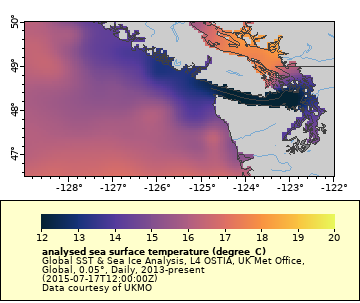 50°
49°
48°
47°
-128° -127° -126° -125° -124° -123° -122°
12 13 14 15 16 17 18 19 20
analysed sea surface temperature (degree_C)
Global SST & Sea Ice Analysis, L4 OSTIA, UK Met Office,
Global, 0.05°, Daily, 2013-present
(2015-07-17T12:00:00Z)
Data courtesy of UKMO